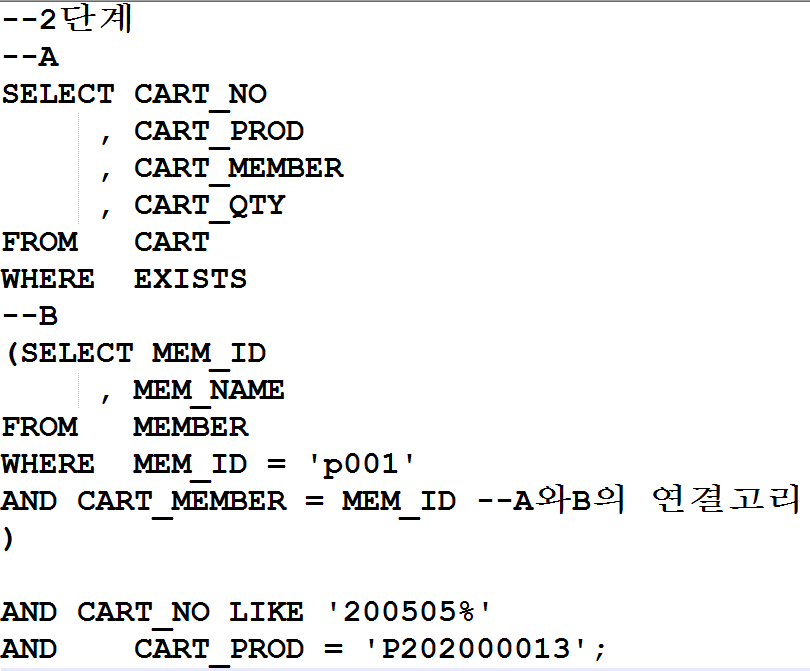 --2단계
--A
SELECT CART_NO
, CART_PROD
, CART_MEMBER
, CART_QTY
FROM CART
WHERE EXISTS
--B
(SELECT MEM_ID
, MEM_NAME
FROM MEMBER
WHERE MEM_ID = 'p001'
AND CART_MEMBER = MEM_ID --A와B의 연결고리
)
AND CART_NO LIKE '200505%'
AND CART_PROD = 'P202000013';